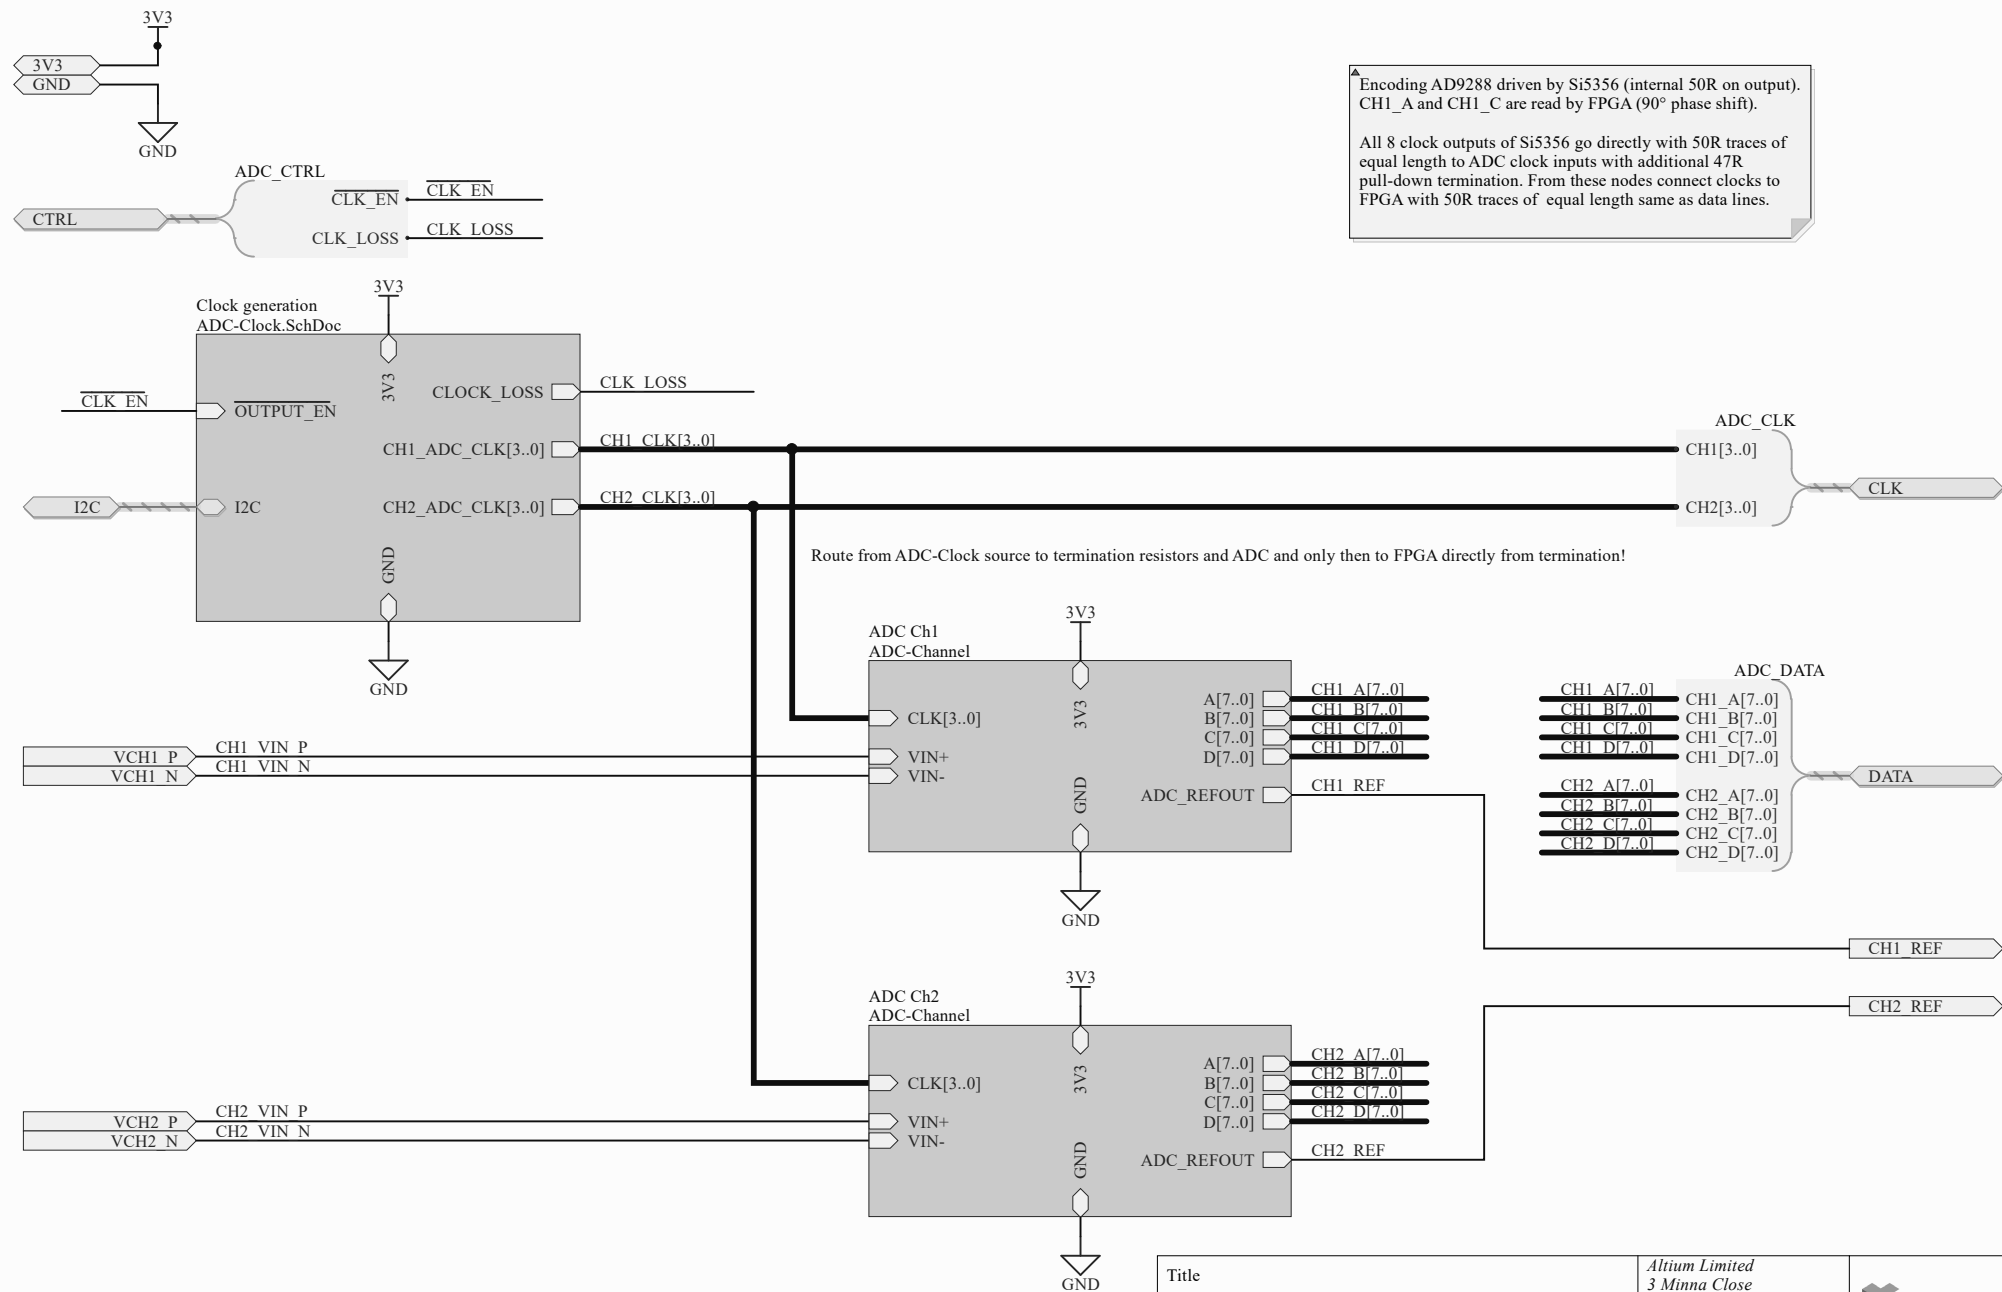 3V3
3V3
GND
GND
Encoding AD9288 driven by Si5356 (internal 50R on output).
CH1_A and CH1_C are read by FPGA (90° phase shift).
All 8 clock outputs of Si5356 go directly with 50R traces of
equal length to ADC clock inputs with additional 47R
pull-down termination. From these nodes connect clocks to
FPGA with 50R traces of  equal length same as data lines.
ADC_CTRL
CTRL
CLK_EN
CLK_EN
CLK_LOSS
CLK_LOSS
Clock generation
ADC-Clock.SchDoc
3V3
3V3
CLOCK_LOSS
CLK_LOSS
CLK_EN
OUTPUT_EN
CH1_ADC_CLK[3..0]
CH1_CLK[3..0]
I2C
I2C
CH2_ADC_CLK[3..0]
CH2_CLK[3..0]
GND
GND
ADC_CLK
CH1[3..0]
CH2[3..0]
CLK
Route from ADC-Clock source to termination resistors and ADC and only then to FPGA directly from termination!
ADC Ch1
ADC-Channel
3V3
3V3
CLK[3..0]
VCH1_P
CH1_VIN_P
VIN+
VCH1_N
CH1_VIN_N
VIN-
A[7..0]
CH1_A[7..0]
B[7..0]
CH1_B[7..0]
C[7..0]
CH1_C[7..0]
D[7..0]
CH1_D[7..0]
ADC_REFOUT
CH1_REF
GND
GND
ADC_DATA
CH1_A[7..0]
CH1_A[7..0]
CH1_B[7..0]
CH1_B[7..0]
CH1_C[7..0]
CH1_C[7..0]
CH1_D[7..0]
CH1_D[7..0]
CH2_A[7..0]
CH2_A[7..0]
CH2_B[7..0]
CH2_B[7..0]
CH2_C[7..0]
CH2_C[7..0]
CH2_D[7..0]
CH2_D[7..0]
DATA
CH1_REF
CH2_REF
ADC Ch2
ADC-Channel
3V3
3V3
CLK[3..0]
VCH2_P
CH2_VIN_P
VIN+
VCH2_N
CH2_VIN_N
VIN-
A[7..0]
CH2_A[7..0]
B[7..0]
CH2_B[7..0]
C[7..0]
CH2_C[7..0]
D[7..0]
CH2_D[7..0]
ADC_REFOUT
CH2_REF
GND
GND
Title
Altium Limited
3 Minna Close